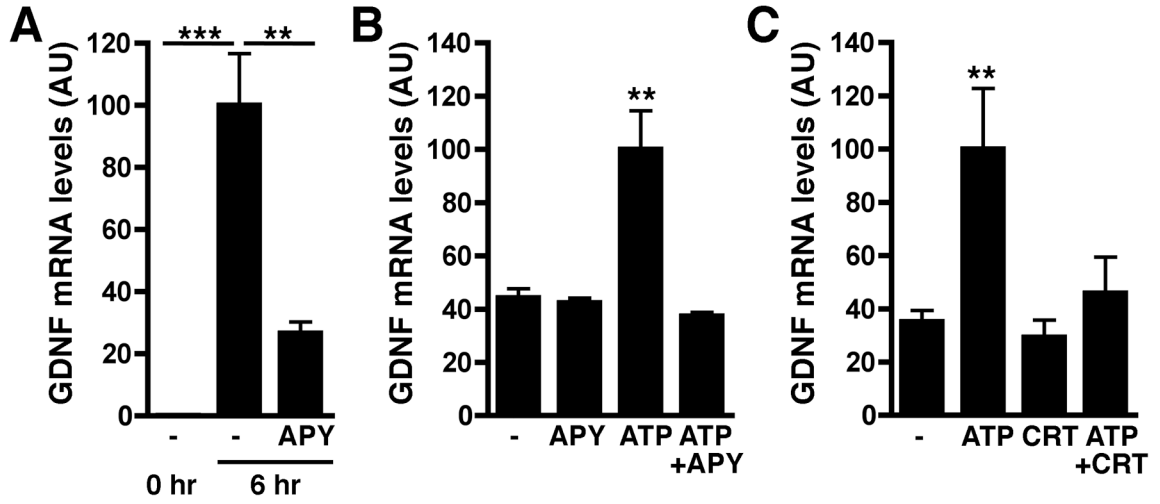 A
GDNF mRNA levels (AU)
120
100
80
60
40
20
0
***
**
-
-
APY
0 hr
6 hr
B
GDNF mRNA levels (AU)
140
120
100
80
60
40
20
0
**
-
APY
ATP
ATP
+APY
C
GDNF mRNA levels (AU)
140
120
100
80
60
40
20
0
**
-
ATP
CRT
ATP
+CRT